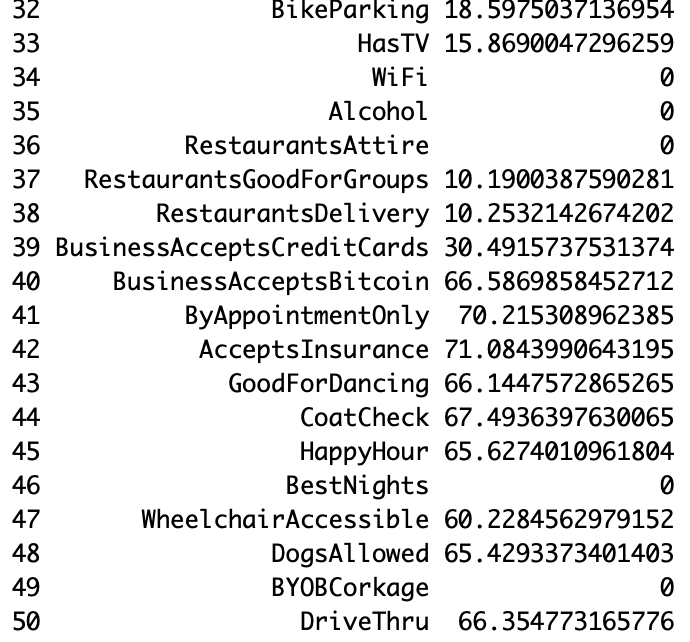 32 BikeParking 18.5975037136954
33 HasTV 15.8690047296259
34 WiFi 0
35 Alcohol 0
36 RestaurantsAttire 0
37 RestaurantsGoodForGroups 10.1900387590281
38 RestaurantsDelivery 10.2532142674202
39 BusinessAcceptsCreditCards 30.4915737531374
40 BusinessAcceptsBitcoin 66.5869858452712
41 ByAppointmentOnly 70.215308962385
42 AcceptsInsurance 71.0843990643195
43 GoodForDancing 66.1447572865265
44 CoatCheck 67.4936397630065
45 HappyHour 65.6274010961804
46 BestNights 0
47 WheelchairAccessible 60.2284562979152
48 DogsAllowed 65.4293373401403
49 BYOBCorkage 0
50 DriveThru 66.354773165776